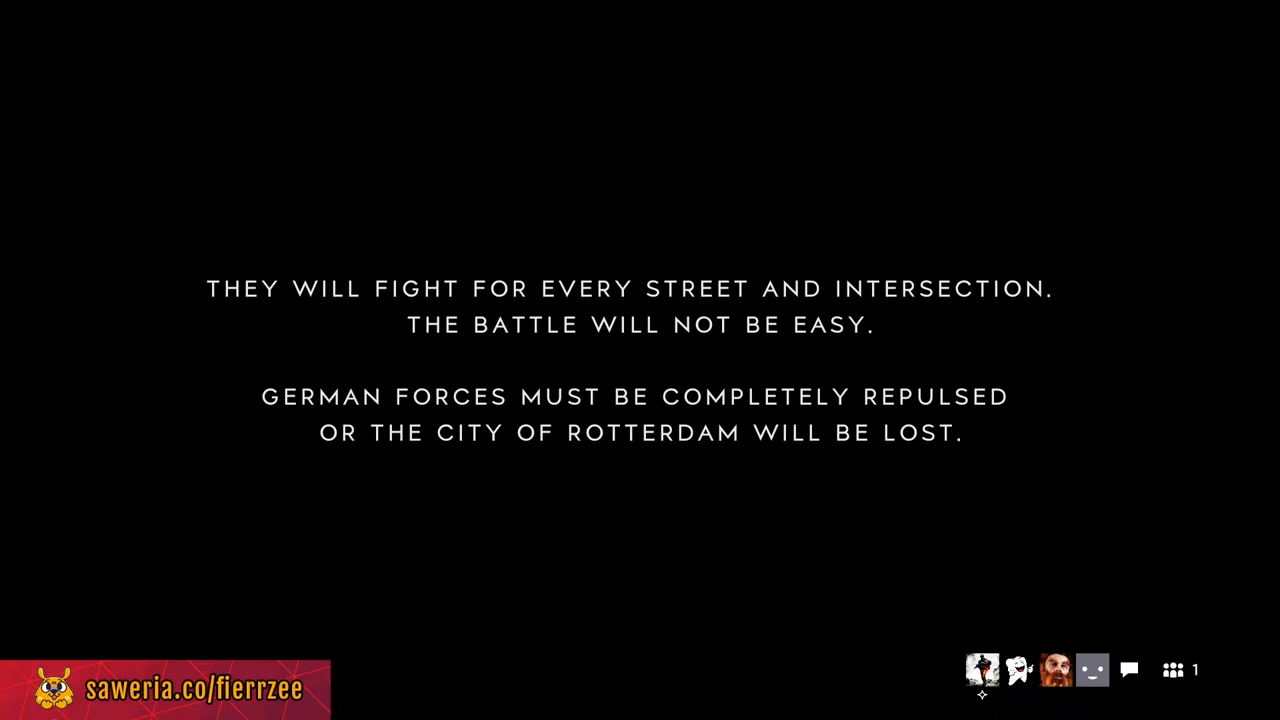 THEY WILL FIGHT FOR EVERY STREET AND INTERSECTION.
THE BATTLE WILL NOT BE EASY.
GERMAN FORCES MUST BE COMPLETELY REPULSED
OR THE CITY OF ROTTERDAM WILL BE LOST.
saweria.co/fierrzee
1